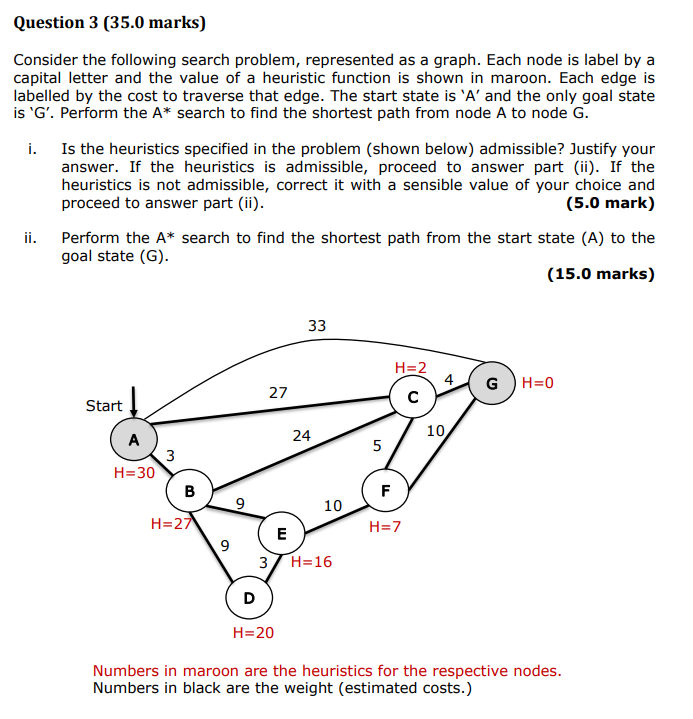 Question 3 (35.0 marks)
Consider the following search problem, represented as a graph. Each node is label by a
capital letter and the value of a heuristic function is shown in maroon. Each edge is
labelled by the cost to traverse that edge. The start state is ‘A’ and the only goal state
is ‘G’. Perform the A* search to find the shortest path from node A to node G.
i. Is the heuristics specified in the problem (shown below) admissible? Justify your
answer. If the heuristics is admissible, proceed to answer part (ii). If the
heuristics is not admissible, correct it with a sensible value of your choice and
proceed to answer part (ii). (5.0 mark)
ii. Perform the A* search to find the shortest path from the start state (A) to the
goal state (G).
(15.0 marks)
33
H=2
4
G H=0
27
C
Start
24
10
A
5
3
H=30
B
F
9
10
H=27
H=7
E
9
3
H=16
D
H=20
Numbers in maroon are the heuristics for the respective nodes.
Numbers in black are the weight (estimated costs.)